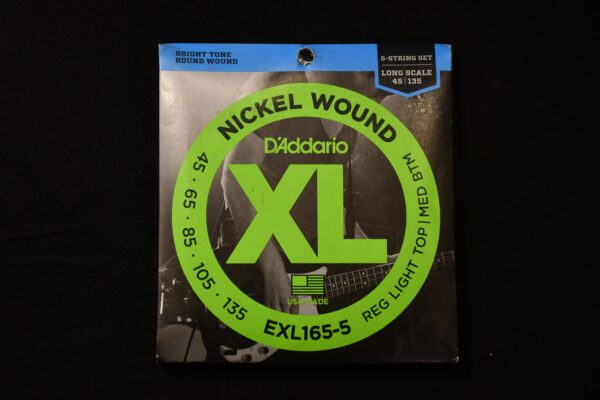 BRIGHT TONE
ROUND WOUND
5-STRING SET
LONG SCALE
45 | 135
NICKEL WOUND
D'Addario
XL
USA MADE
45 · 65 · 85 · 105 · 135
EXL165-5
REG LIGHT TOP | MED BTM